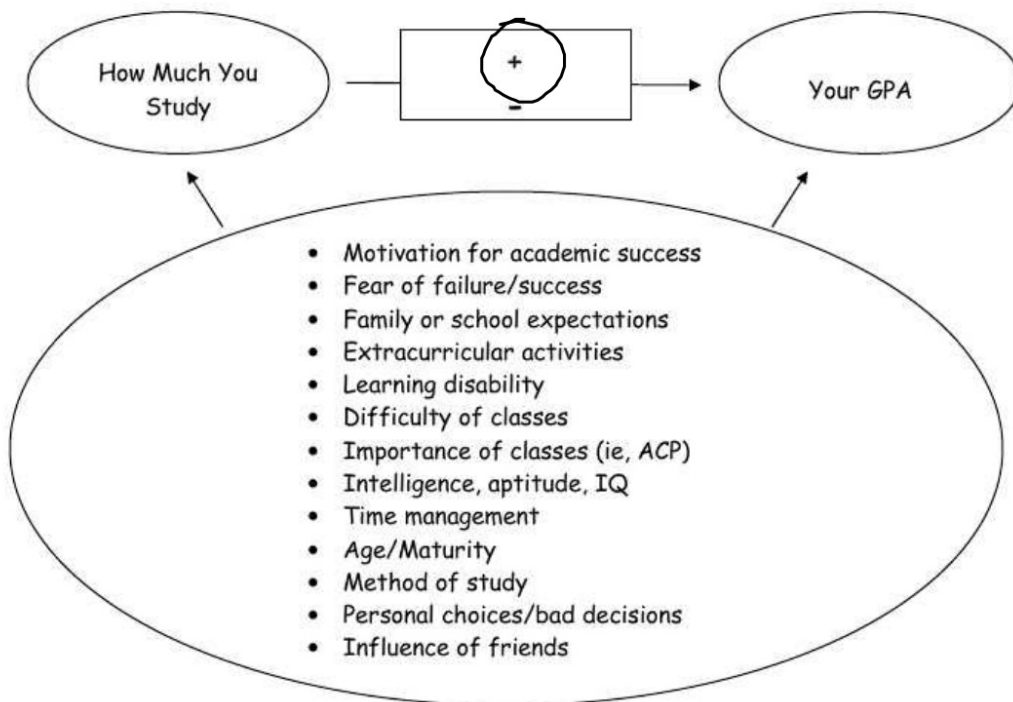 How Much You
Study
+
-
Your GPA
• Motivation for academic success
• Fear of failure/success
• Family or school expectations
• Extracurricular activities
• Learning disability
• Difficulty of classes
• Importance of classes (ie, ACP)
• Intelligence, aptitude, IQ
• Time management
• Age/Maturity
• Method of study
• Personal choices/bad decisions
• Influence of friends